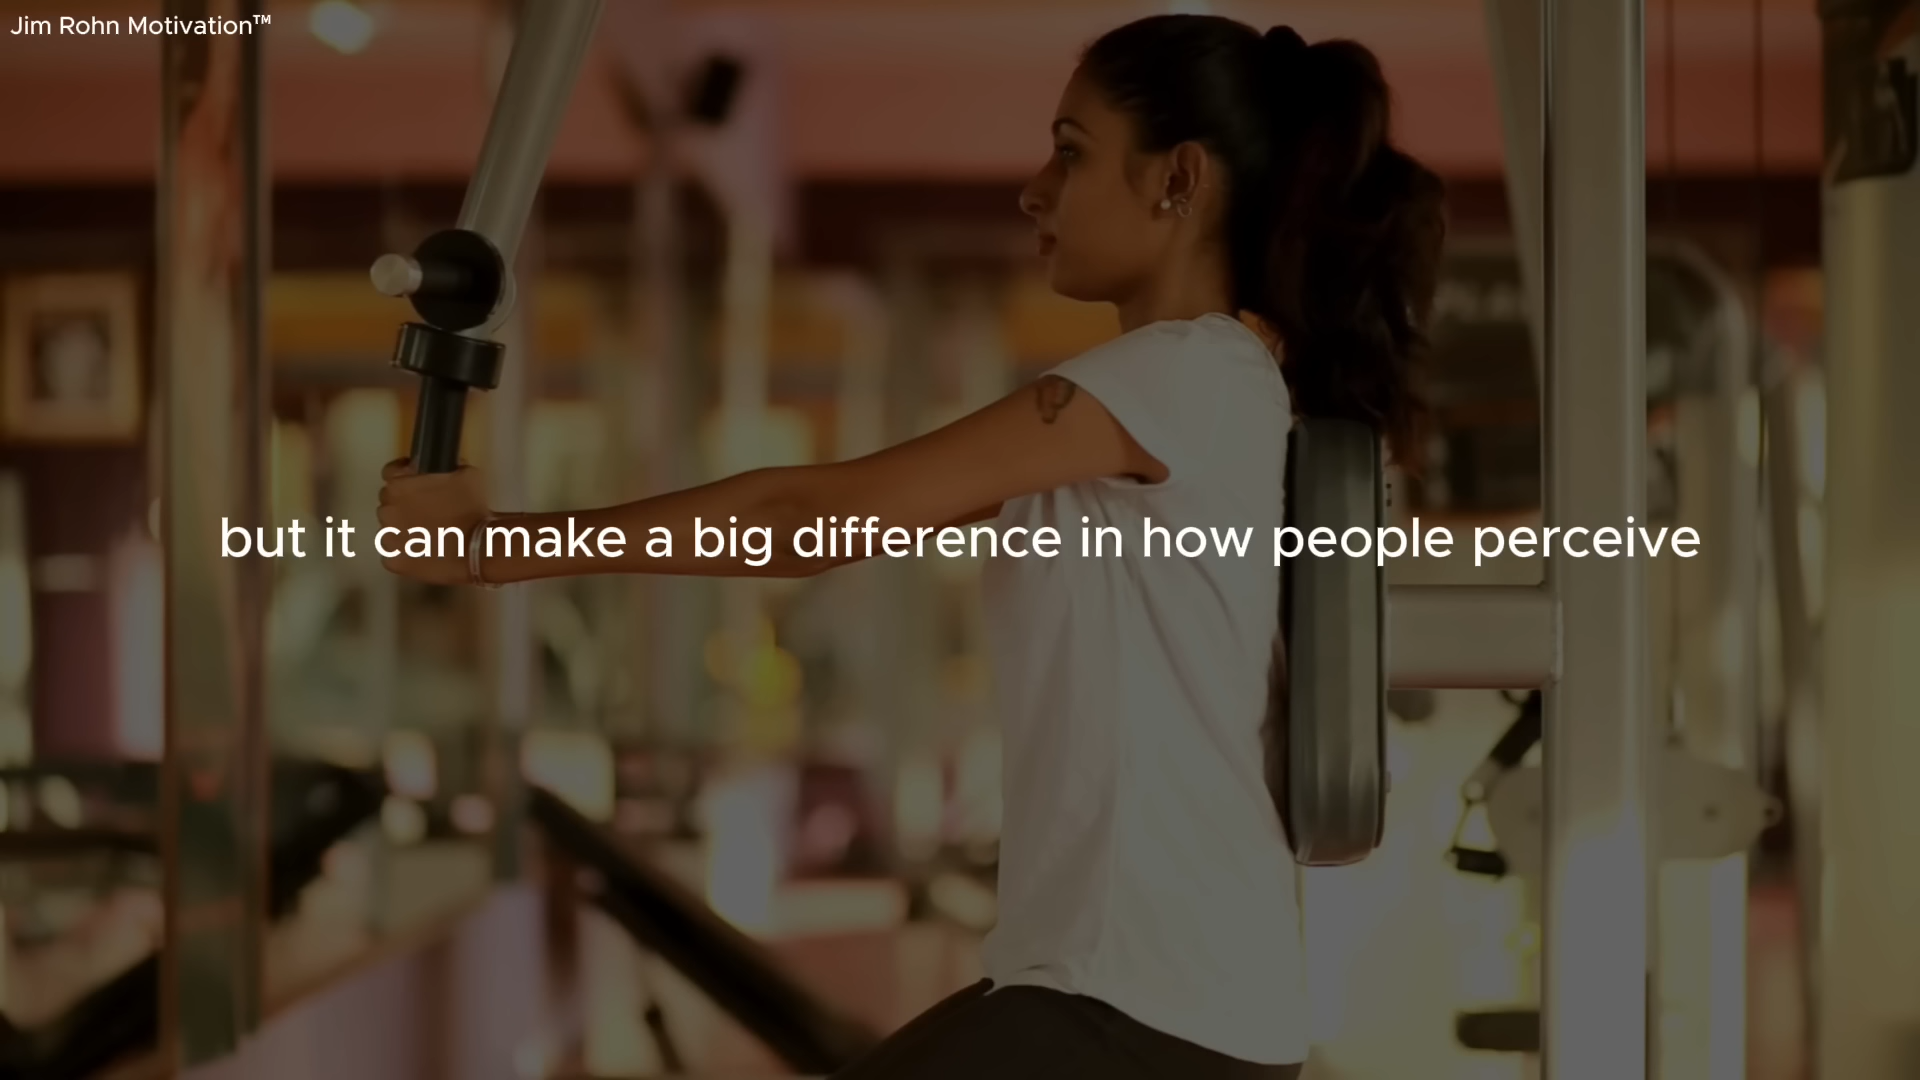 Jim Rohn Motivation™
but it can make a big difference in how people perceive